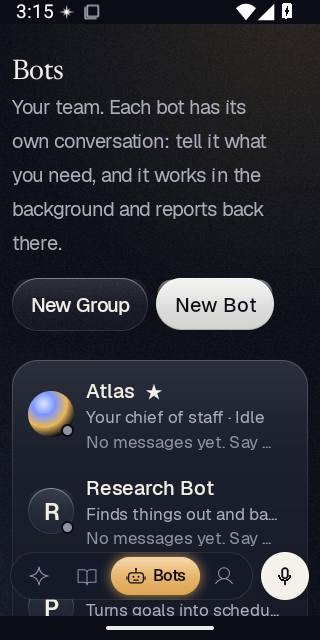 3:15
Bots
Your team. Each bot has its
own conversation: tell it what
you need, and it works in the
background and reports back
there.
New Group
New Bot
Atlas ★
Your chief of staff · Idle
No messages yet. Say ...
R
Research Bot
Finds things out and ba...
No messages yet. Say ...
Bots
P
Turns goals into schedu...